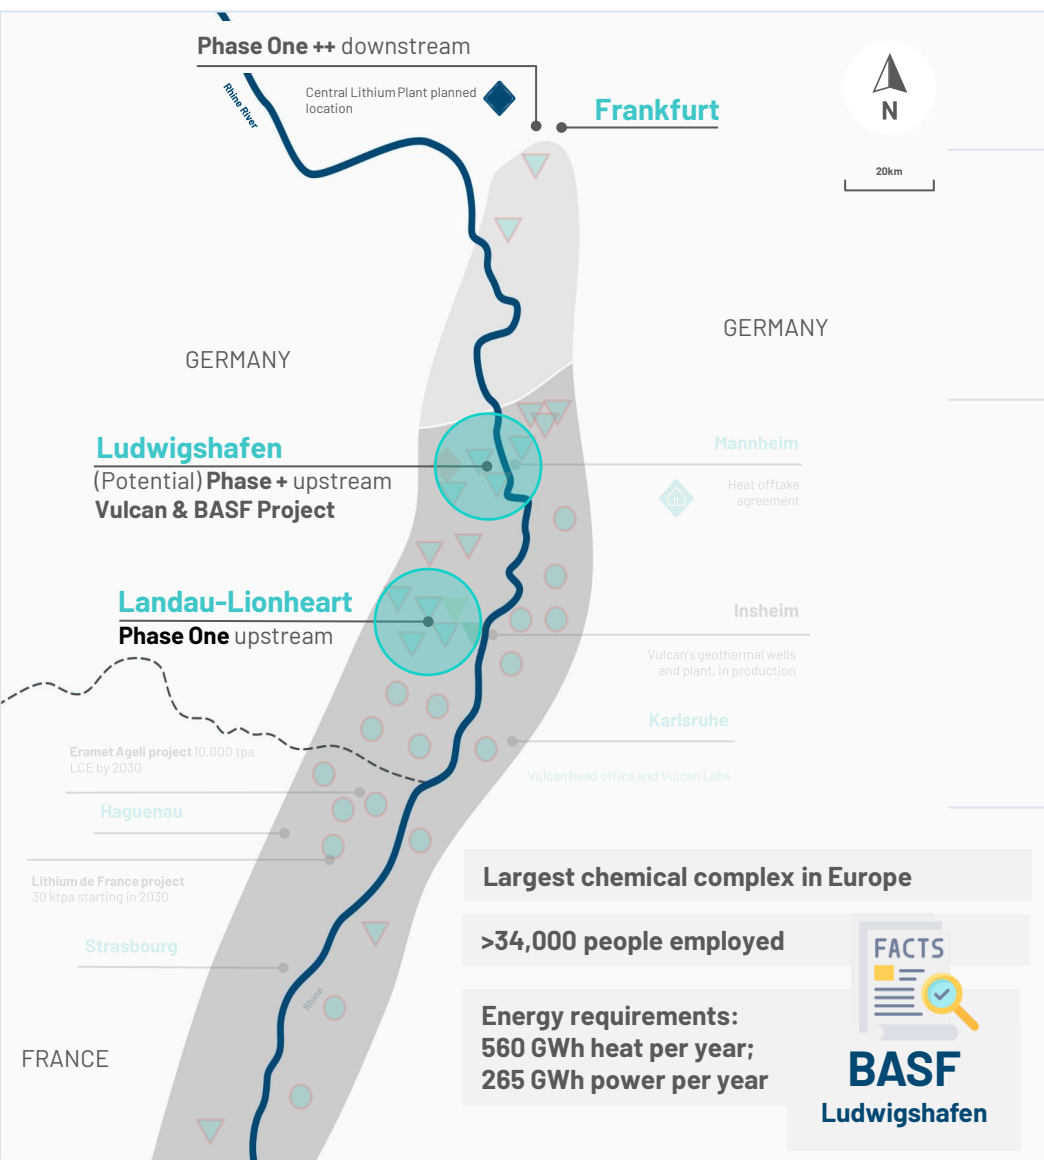 Phase One ++ downstream
Rhine River
Central Lithium Plant planned
location
Frankfurt
N
20km
GERMANY
GERMANY
Ludwigshafen
(Potential) Phase + upstream
Vulcan & BASF Project
Mannheim
Heat offtake
agreement
Landau-Lionheart
Phase One upstream
Insheim
Vulcan's geothermal wells
and plant, in production
Karlsruhe
Vulcan head office and Vulcan Labs
Eramet Ageli project 10,000 tpa
LCE by 2030
Haguenau
Lithium de France project
30 ktpa starting in 2030
Strasbourg
Rhine
FRANCE
Largest chemical complex in Europe
>34,000 people employed
Energy requirements:
560 GWh heat per year;
265 GWh power per year
FACTS
BASF
Ludwigshafen